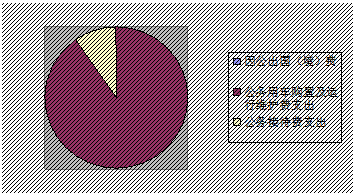 因公出国（境）费
公务用车购置及运
行维护费支出
公务接待费支出